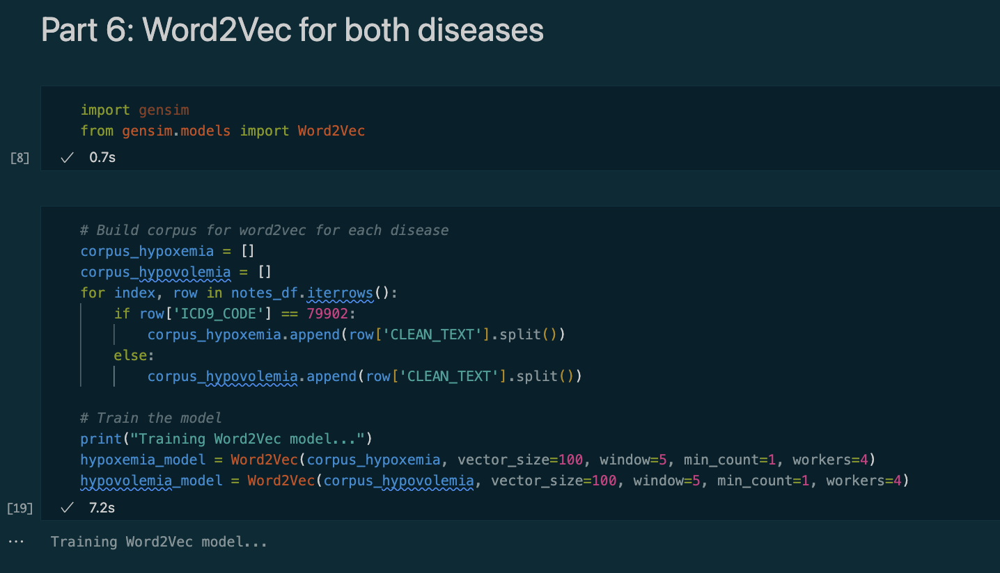 Part 6: Word2Vec for both diseases
import gensim
from gensim.models import Word2Vec
[8]
✓ 0.7s
# Build corpus for word2vec for each disease
corpus_hypoxemia = []
corpus_hypovolemia = []
for index, row in notes_df.iterrows():
    if row['ICD9_CODE'] == 79902:
        corpus_hypoxemia.append(row['CLEAN_TEXT'].split())
    else:
        corpus_hypovolemia.append(row['CLEAN_TEXT'].split())
# Train the model
print("Training Word2Vec model...")
hypoxemia_model = Word2Vec(corpus_hypoxemia, vector_size=100, window=5, min_count=1, workers=4)
hypovolemia_model = Word2Vec(corpus_hypovolemia, vector_size=100, window=5, min_count=1, workers=4)
[19]
✓ 7.2s
... Training Word2Vec model...